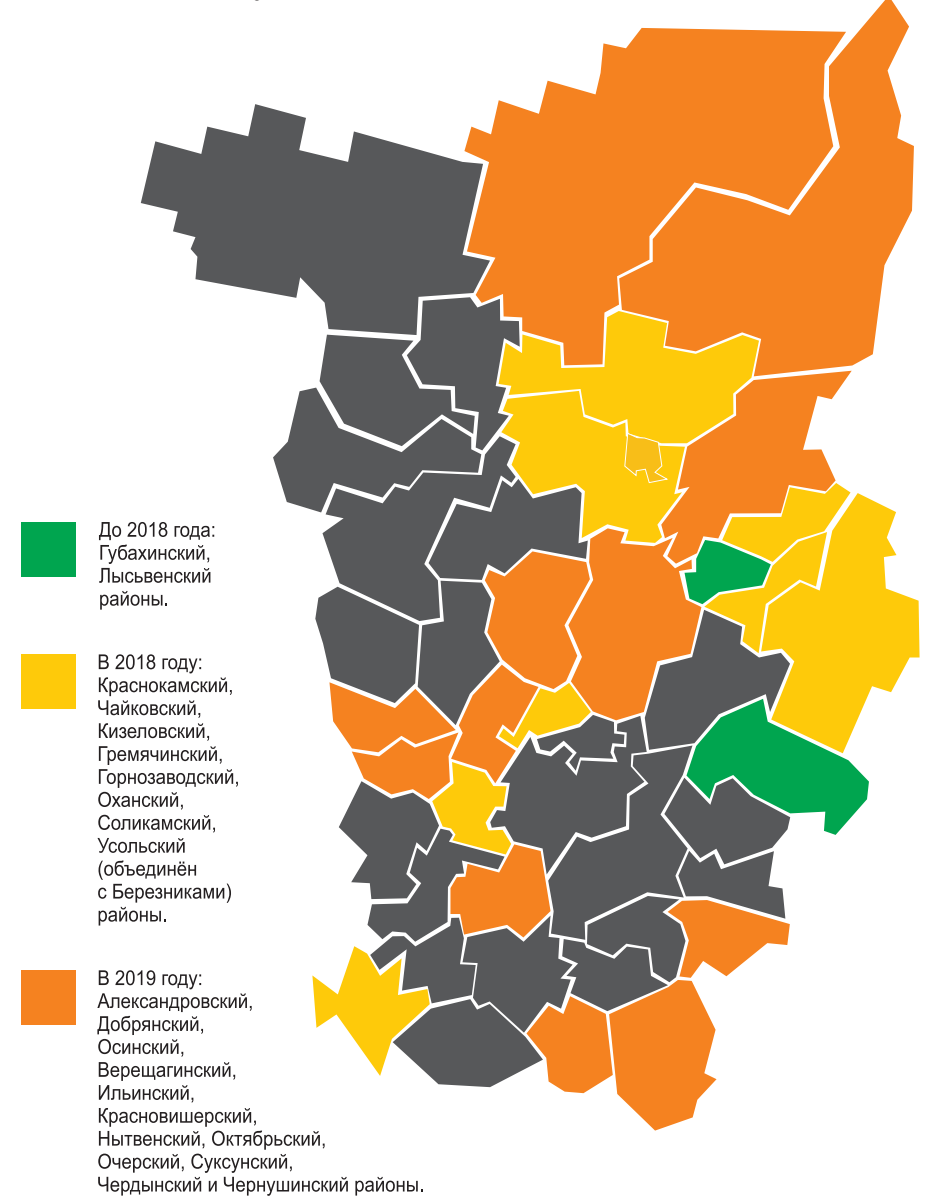 До 2018 года:
Губахинский,
Лысьвенский
районы.
В 2018 году:
Краснокамский,
Чайковский,
Кизеловский,
Гремячинский,
Горнозаводский,
Оханский,
Соликамский,
Усольский
(объединён
с Березниками)
районы.
В 2019 году:
Александровский,
Добрянский,
Осинский,
Верещагинский,
Ильинский,
Красновишерский,
Нытвенский, Октябрьский,
Очерский, Суксунский,
Чердынский и Чернушинский районы.